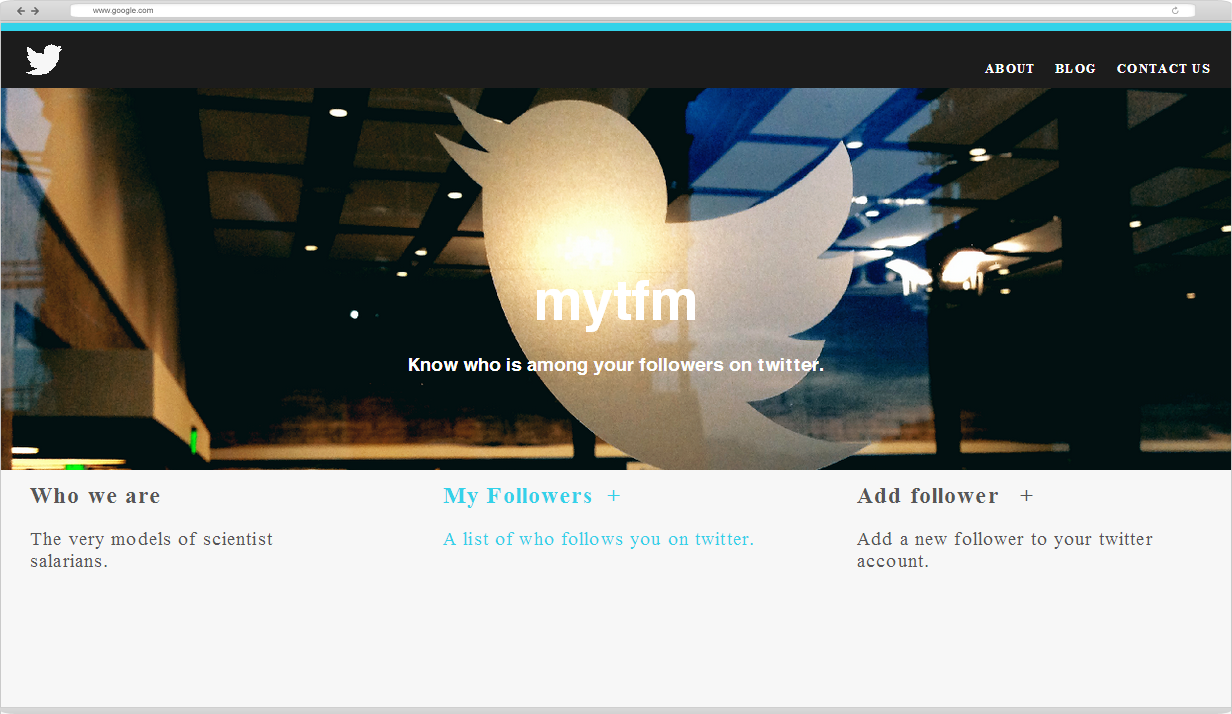 www.google.com
ABOUT BLOG CONTACT US
mytfm
Know who is among your followers on twitter.
Who we are
The very models of scientist
salarians.
My Followers +
A list of who follows you on twitter.
Add follower +
Add a new follower to your twitter
account.